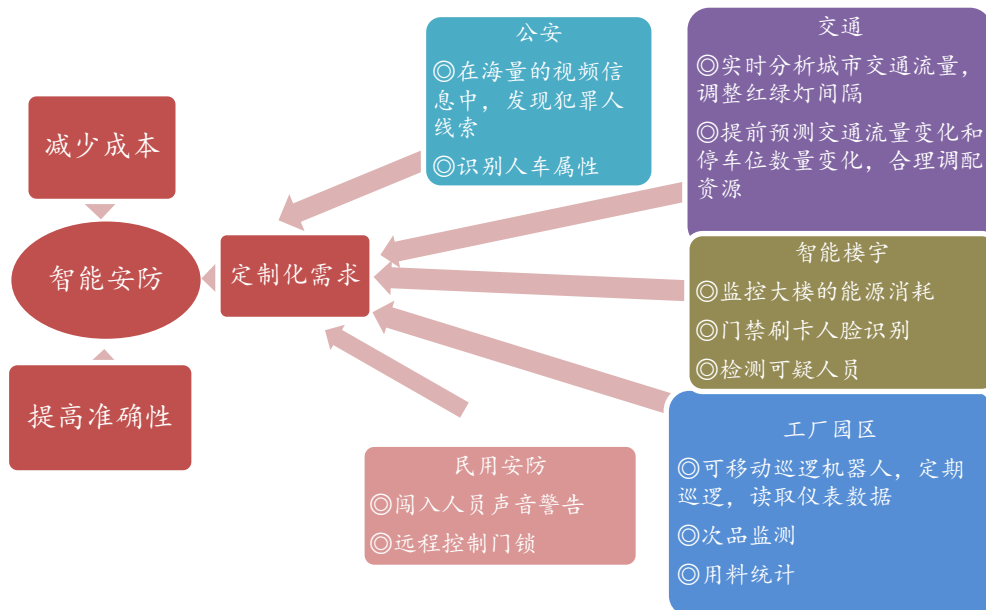 减少成本
智能安防
提高准确性
定制化需求
公安
◎在海量的视频信
息中，发现犯罪人
线索
◎识别人车属性
交通
◎实时分析城市交通流量，
调整红绿灯间隔
◎提前预测交通流量变化和
停车位数量变化，合理调配
资源
智能楼宇
◎监控大楼的能源消耗
◎门禁刷卡人脸识别
◎检测可疑人员
工厂园区
◎可移动巡逻机器人，定期
巡逻，读取仪表数据
◎次品监测
◎用料统计
民用安防
◎闯入人员声音警告
◎远程控制门锁